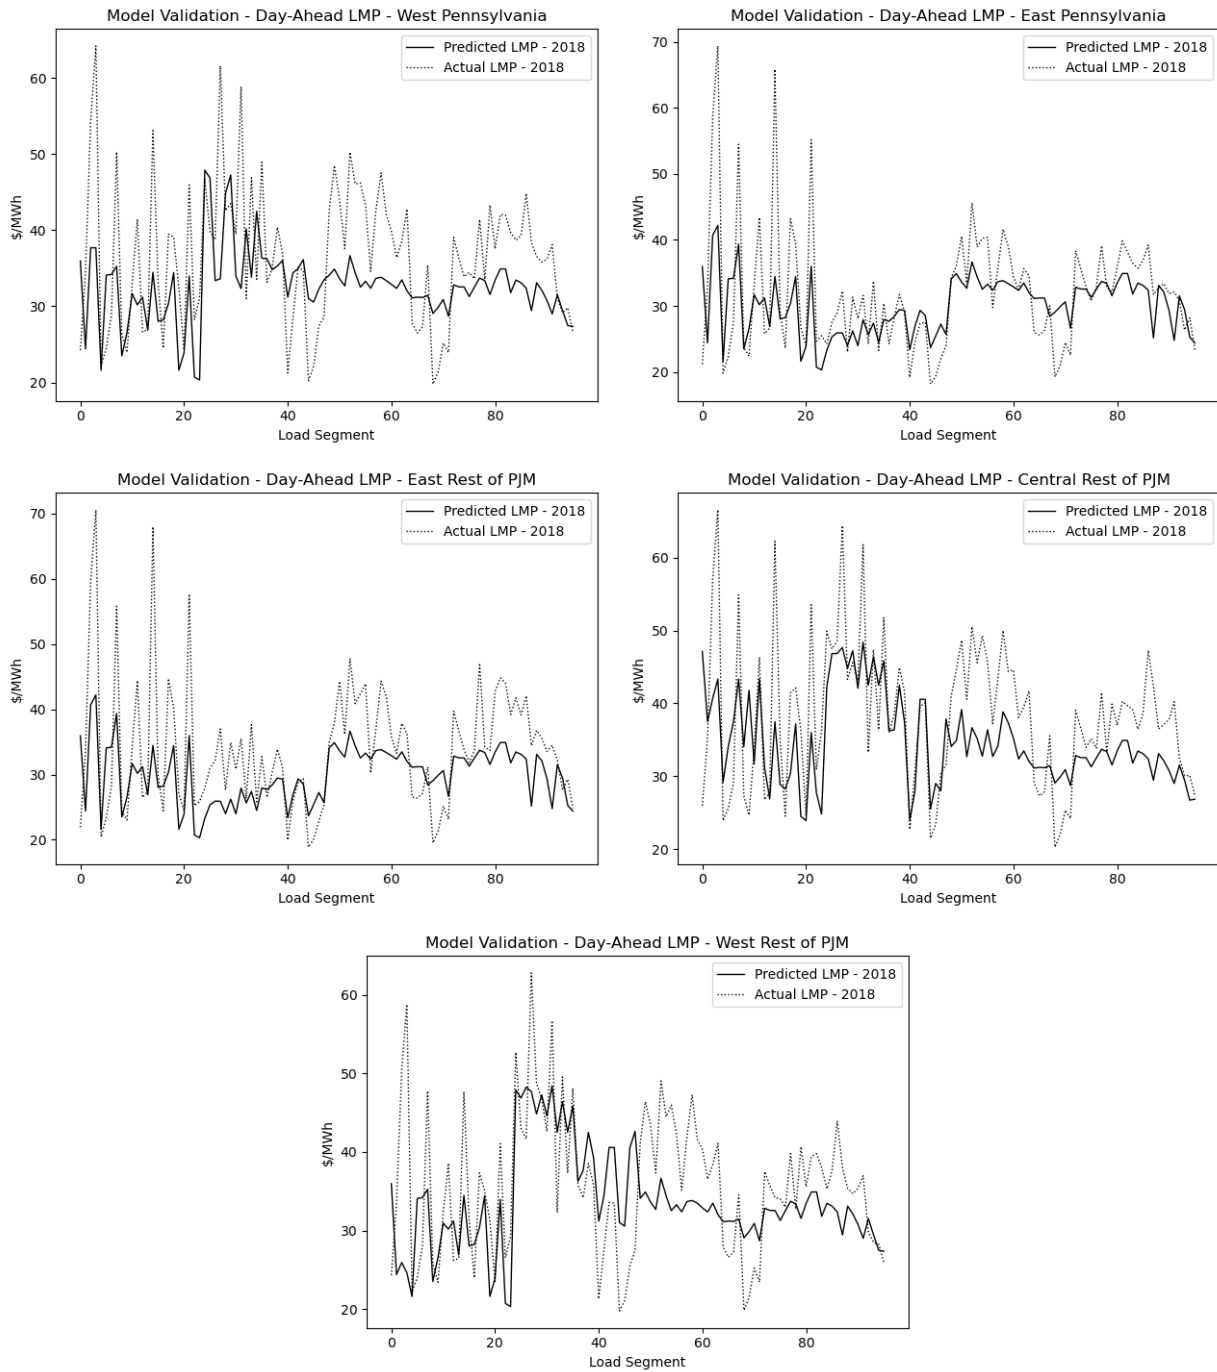 Model Validation - Day-Ahead LMP - West Pennsylvania
Predicted LMP - 2018
Actual LMP - 2018
60
50
40
30
20
$/MWh
0 20 40 60 80
Load Segment
Model Validation - Day-Ahead LMP - East Pennsylvania
Predicted LMP - 2018
Actual LMP - 2018
70
60
50
40
30
20
$/MWh
0 20 40 60 80
Load Segment
Model Validation - Day-Ahead LMP - East Rest of PJM
Predicted LMP - 2018
Actual LMP - 2018
70
60
50
40
30
20
$/MWh
0 20 40 60 80
Load Segment
Model Validation - Day-Ahead LMP - Central Rest of PJM
Predicted LMP - 2018
Actual LMP - 2018
60
50
40
30
20
$/MWh
0 20 40 60 80
Load Segment
Model Validation - Day-Ahead LMP - West Rest of PJM
Predicted LMP - 2018
Actual LMP - 2018
60
50
40
30
20
$/MWh
0 20 40 60 80
Load Segment